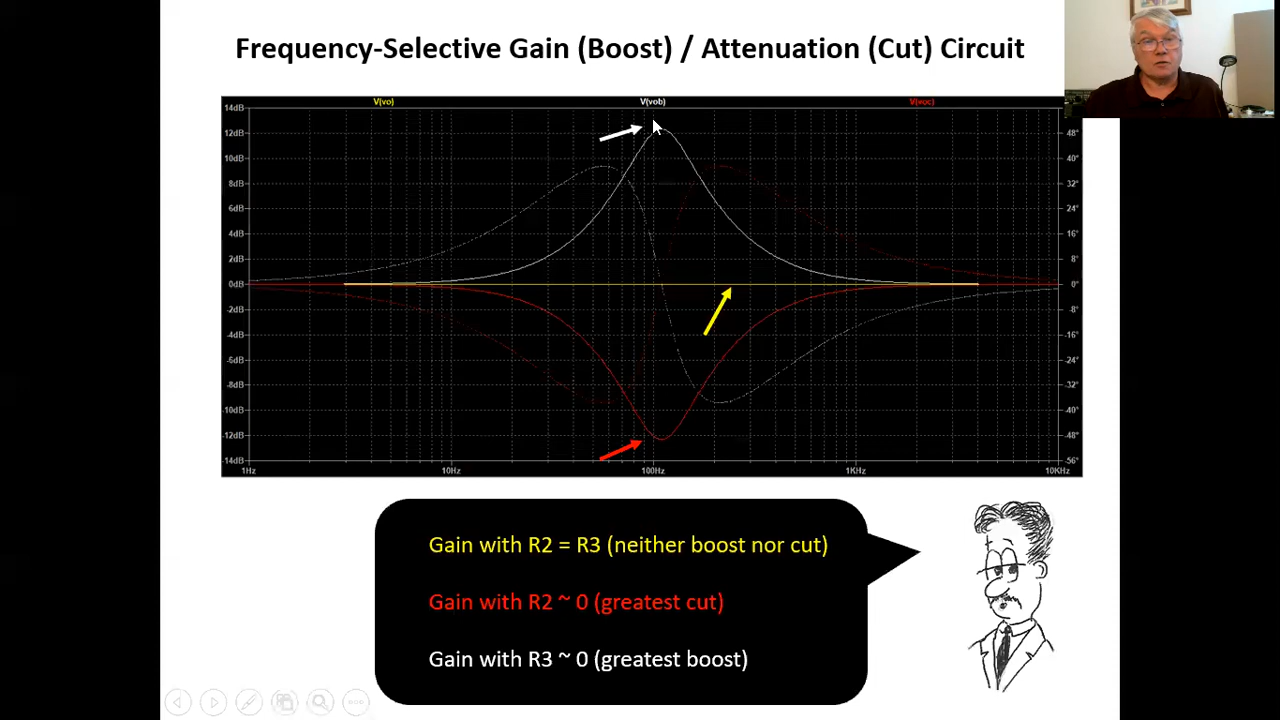 Frequency-Selective Gain (Boost) / Attenuation (Cut) Circuit
V(vo) V(vob) V(voc)
14dB
12dB 48°
10dB 40°
8dB 32°
6dB 24°
4dB 16°
2dB 8°
0dB 0°
-2dB -8°
-4dB -16°
-6dB -24°
-8dB -32°
-10dB -40°
-12dB -48°
-14dB -56°
1Hz 10Hz 100Hz 1KHz 10KHz
Gain with R2 = R3 (neither boost nor cut)
Gain with R2 ~ 0 (greatest cut)
Gain with R3 ~ 0 (greatest boost)